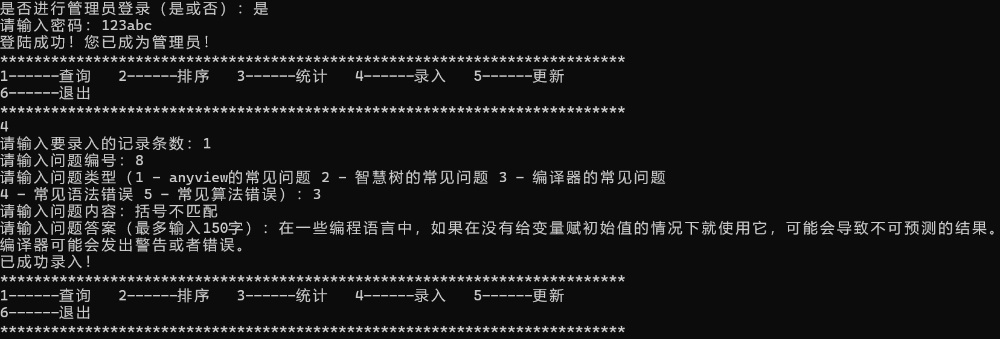 是否进行管理员登录（是或否）：是
请输入密码：123abc
登陆成功！您已成为管理员！
**************************************************************************
1------查询   2------排序   3------统计   4------录入   5------更新
6------退出
**************************************************************************
4
请输入要录入的记录条数：1
请输入问题编号：8
请输入问题类型（1 - anyview的常见问题 2 - 智慧树的常见问题 3 - 编译器的常见问题
4 - 常见语法错误 5 - 常见算法错误）：3
请输入问题内容：括号不匹配
请输入问题答案（最多输入150字）：在一些编程语言中，如果在没有给变量赋初始值的情况下就使用它，可能会导致不可预测的结果。
编译器可能会发出警告或者错误。
已成功录入！
**************************************************************************
1------查询   2------排序   3------统计   4------录入   5------更新
6------退出
**************************************************************************